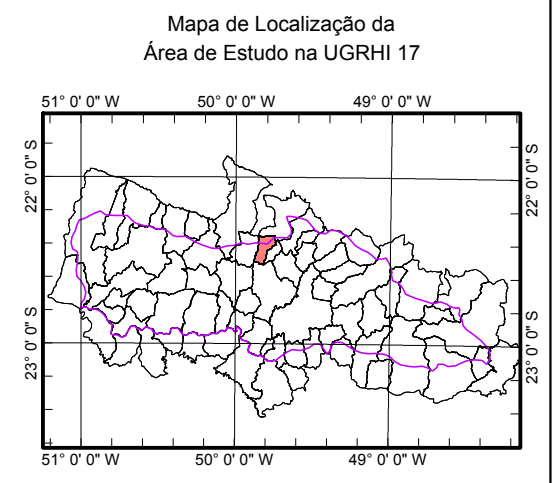 Mapa de Localização da
Área de Estudo na UGRHI 17
51° 0' 0" W
50° 0' 0" W
49° 0' 0" W
22° 0' 0" S
22° 0' 0" S
23° 0' 0" S
23° 0' 0" S
51° 0' 0" W
50° 0' 0" W
49° 0' 0" W